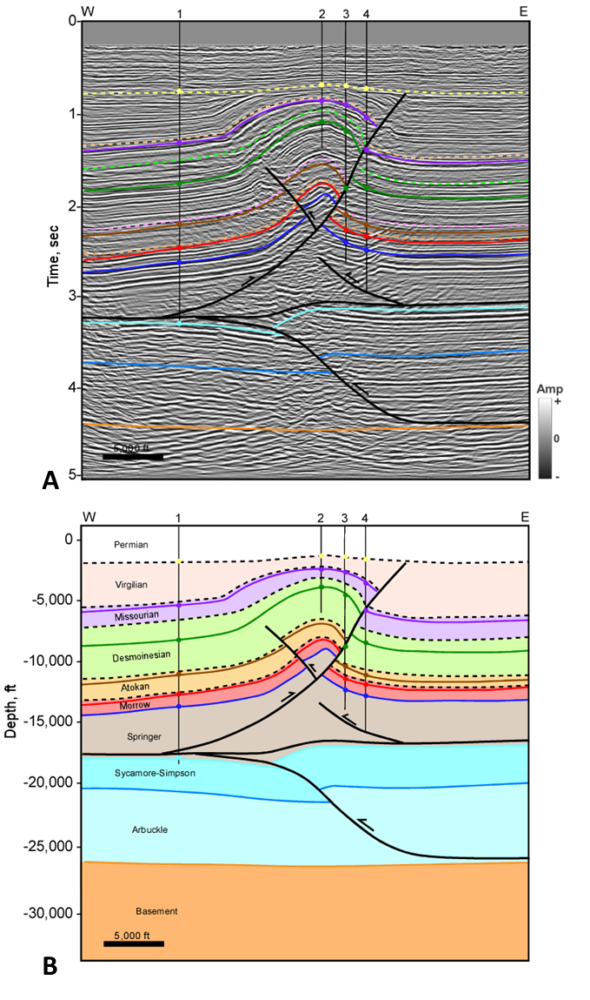 W 1 2 3 4 E
0
1
2
3
4
5
Time, sec
5,000 ft
Amp
+
0
-
A
W 1 2 3 4 E
0
-5,000
-10,000
-15,000
-20,000
-25,000
-30,000
Depth, ft
Permian
Virgilian
Missourian
Desmoinesian
Atokan
Morrow
Springer
Sycamore-Simpson
Arbuckle
Basement
5,000 ft
B